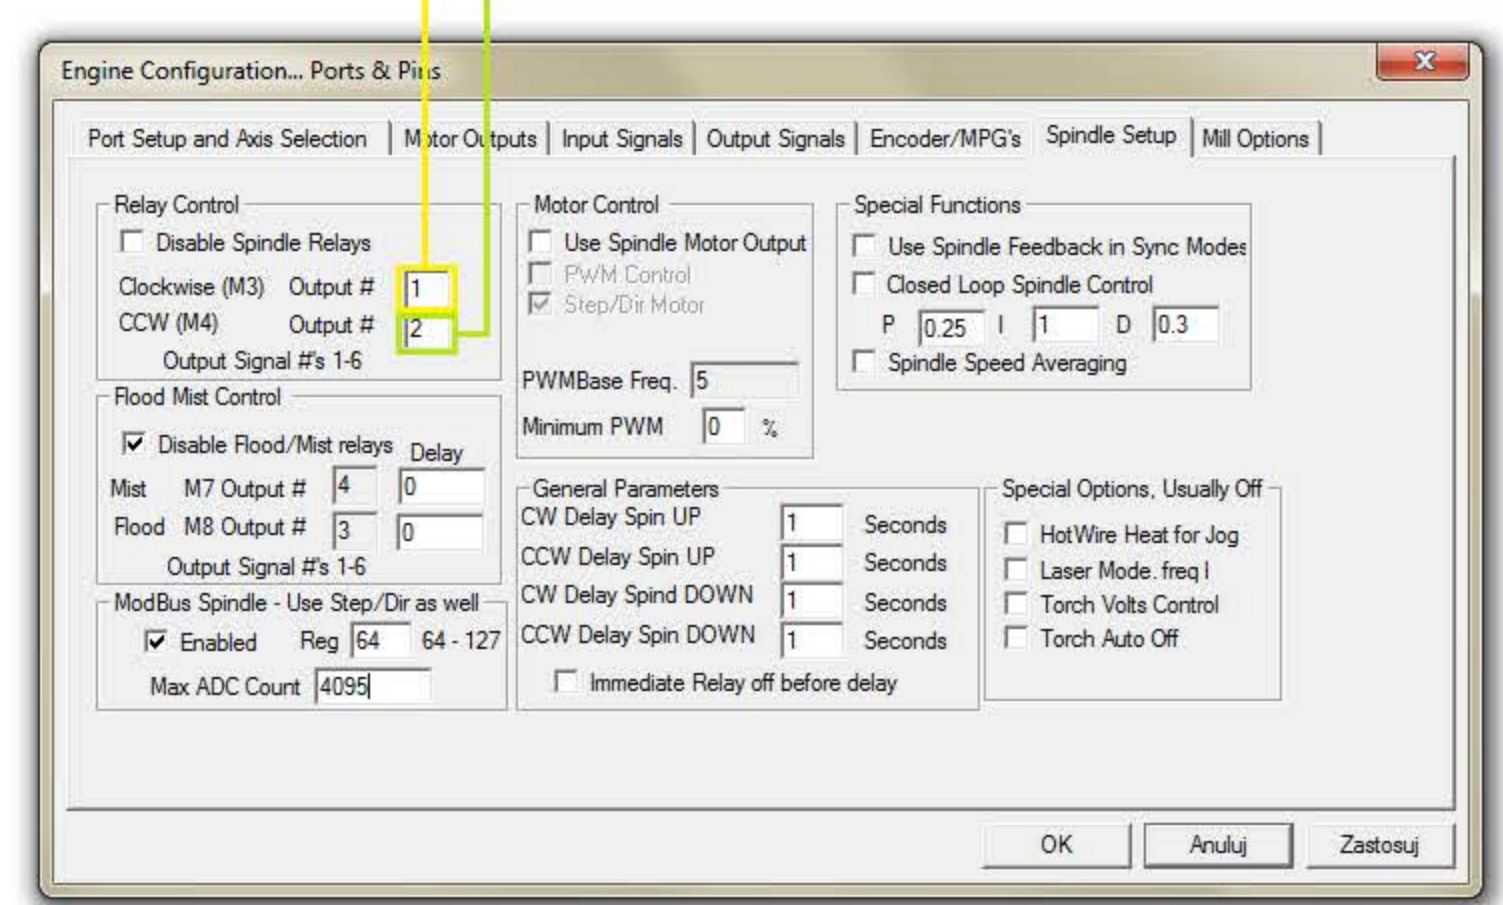 Engine Configuration... Ports & Pins
Port Setup and Axis Selection Motor Outputs Input Signals Output Signals Encoder/MPG's Spindle Setup Mill Options
Relay Control
Disable Spindle Relays
Clockwise (M3) Output # 1
CCW (M4) Output # 2
Output Signal #'s 1-6
Flood Mist Control
Disable Flood/Mist relays Delay
Mist M7 Output # 4 0
Flood M8 Output # 3 0
Output Signal #'s 1-6
ModBus Spindle - Use Step/Dir as well
Enabled Reg 64 64 - 127
Max ADC Count 4095
Motor Control
Use Spindle Motor Output
PWM Control
Step/Dir Motor
PWMBase Freq. 5
Minimum PWM 0 %
General Parameters
CW Delay Spin UP 1 Seconds
CCW Delay Spin UP 1 Seconds
CW Delay Spind DOWN 1 Seconds
CCW Delay Spin DOWN 1 Seconds
Immediate Relay off before delay
Special Functions
Use Spindle Feedback in Sync Modes
Closed Loop Spindle Control
P 0.25 I 1 D 0.3
Spindle Speed Averaging
Special Options, Usually Off
HotWire Heat for Jog
Laser Mode. freq I
Torch Volts Control
Torch Auto Off
OK Anuluj Zastosuj